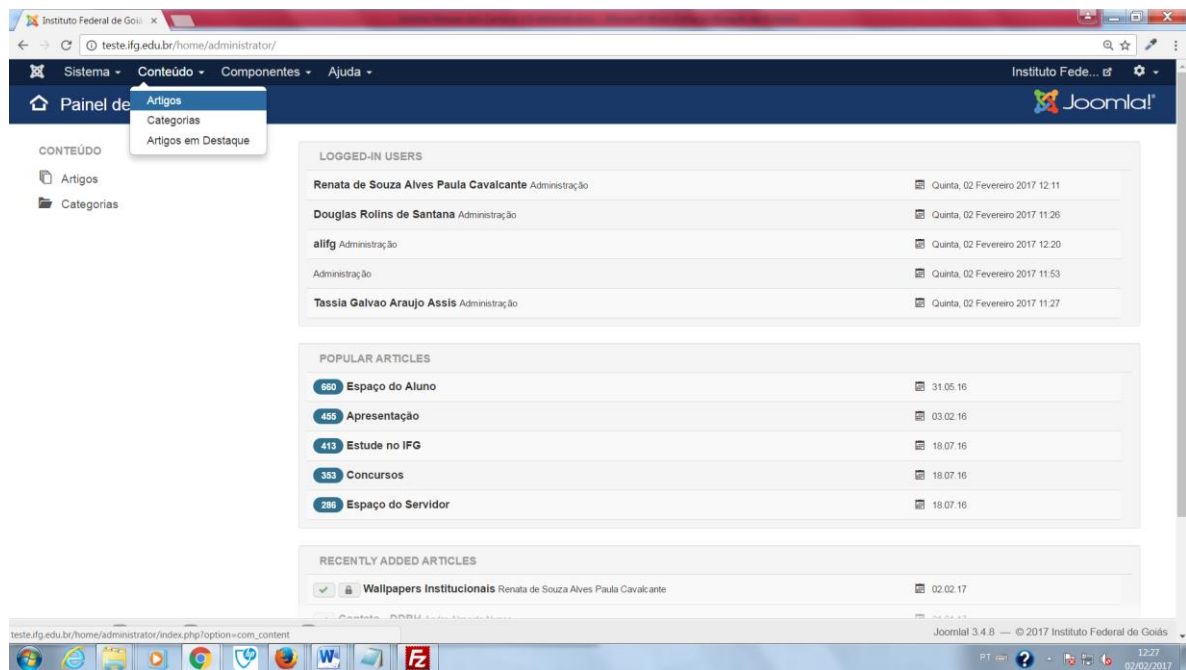 Instituto Federal de Goiá
teste.ifg.edu.br/home/administrator/
Sistema Conteúdo Componentes Ajuda Instituto Fede...
Painel de Joomla!
Artigos
Categorias
Artigos em Destaque
CONTEÚDO
Artigos
Categorias
LOGGED-IN USERS
Renata de Souza Alves Paula Cavalcante Administração Quinta, 02 Fevereiro 2017 12:11
Douglas Rolins de Santana Administração Quinta, 02 Fevereiro 2017 11:26
alifg Administração Quinta, 02 Fevereiro 2017 12:20
Administração Quinta, 02 Fevereiro 2017 11:53
Tassia Galvao Araujo Assis Administração Quinta, 02 Fevereiro 2017 11:27
POPULAR ARTICLES
660 Espaço do Aluno 31.05.16
455 Apresentação 03.02.16
413 Estude no IFG 18.07.16
353 Concursos 18.07.16
286 Espaço do Servidor 18.07.16
RECENTLY ADDED ARTICLES
Wallpapers Institucionais Renata de Souza Alves Paula Cavalcante 02.02.17
teste.ifg.edu.br/home/administrator/index.php?option=com_content
Joomla! 3.4.8 — © 2017 Instituto Federal de Goiás
PT 12:27
02/02/2017